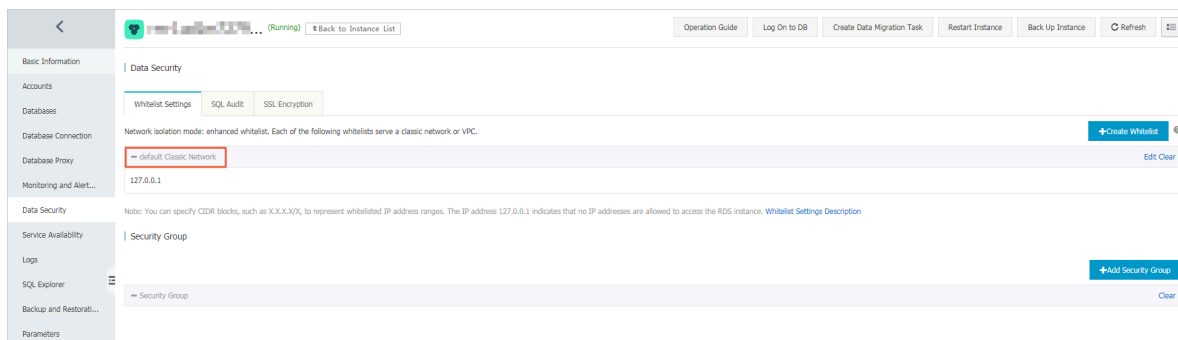 ... (Running) Back to Instance List Operation Guide Log On to DB Create Data Migration Task Restart Instance Back Up Instance Refresh
Basic Information
Accounts
Databases
Database Connection
Database Proxy
Monitoring and Alert...
Data Security
Service Availability
Logs
SQL Explorer
Backup and Restorati...
Parameters
Data Security
Whitelist Settings SQL Audit SSL Encryption
Network isolation mode: enhanced whitelist. Each of the following whitelists serve a classic network or VPC. +Create Whitelist
default Classic Network Edit Clear
127.0.0.1
Note: You can specify CIDR blocks, such as X.X.X.X/X, to represent whitelisted IP address ranges. The IP address 127.0.0.1 indicates that no IP addresses are allowed to access the RDS instance. Whitelist Settings Description
Security Group
+Add Security Group
Security Group Clear